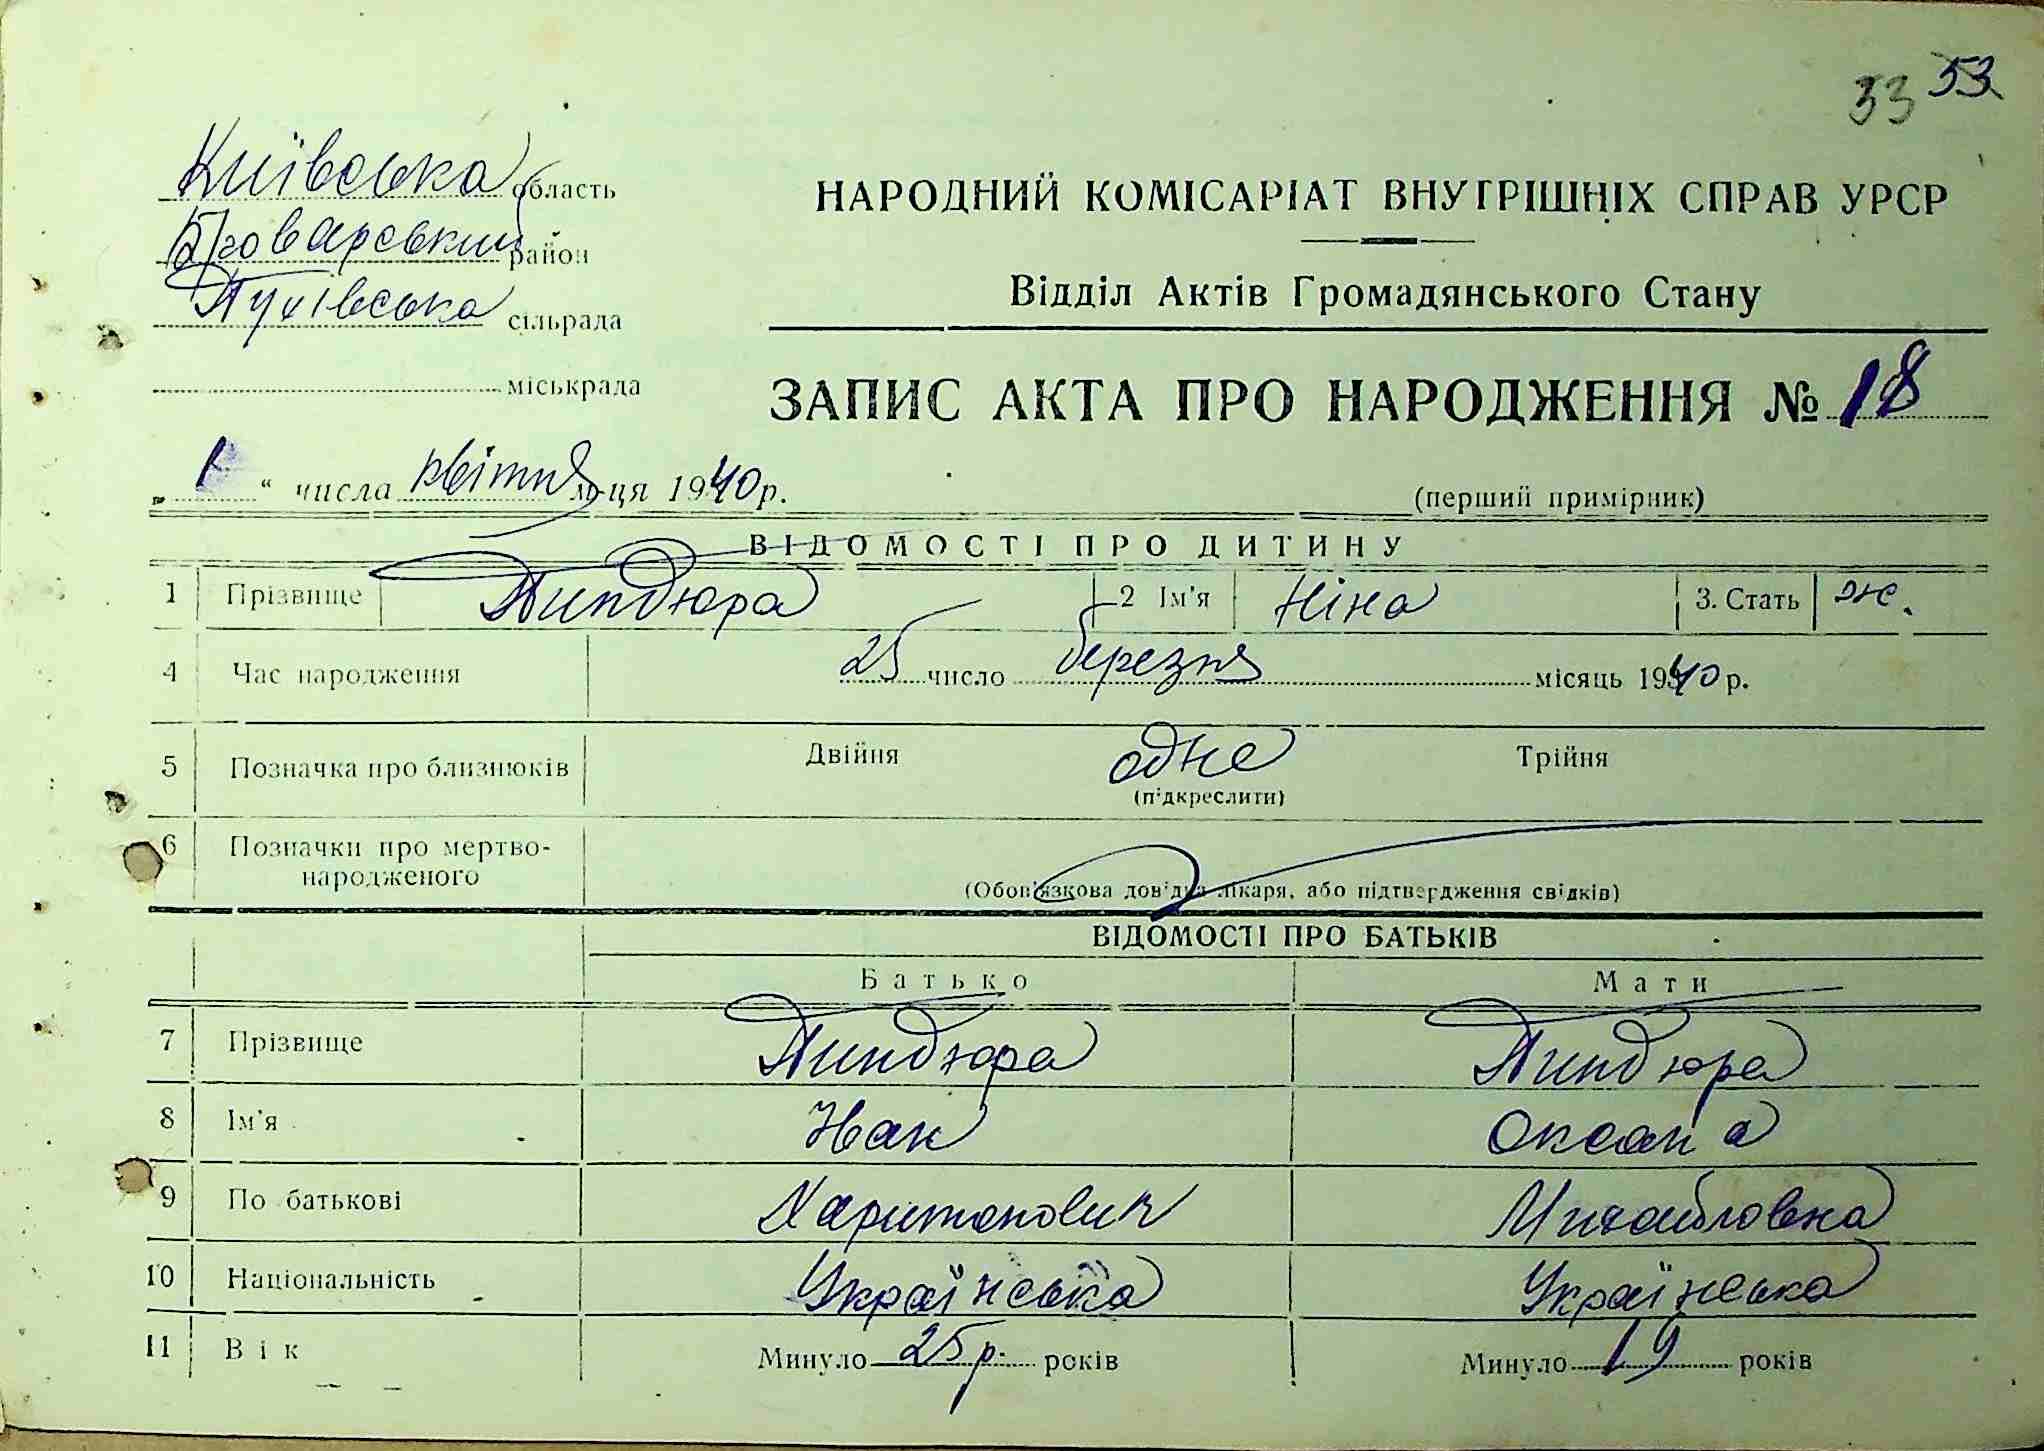 33 53
Київська область
Броварський район
Пухівська сільрада
міськрада
НАРОДНИЙ КОМІСАРІАТ ВНУТРІШНІХ СПРАВ УРСР
Відділ Актів Громадянського Стану
ЗАПИС АКТА ПРО НАРОДЖЕННЯ № 18
„ 1 “ числа квітня м-ця 1940 р.
(перший примірник)
ВІДОМОСТІ ПРО ДИТИНУ
1 Прізвище Пиндюра 2 Ім'я Ніна 3. Стать ж.
4 Час народження 25 число березня місяць 1940 р.
5 Позначка про близнюків Двійня одне Трійня
(підкреслити)
6 Позначки про мертво-
народженого
(Обов'язкова довідка лікаря, або підтвердження свідків)
ВІДОМОСТІ ПРО БАТЬКІВ
Батько Мати
7 Прізвище Пиндюра Пиндюра
8 Ім'я Іван Оксана
9 По батькові Харитонович Михайловна
10 Національність Українська Українська
11 Вік Минуло 25 р. років Минуло 19 років